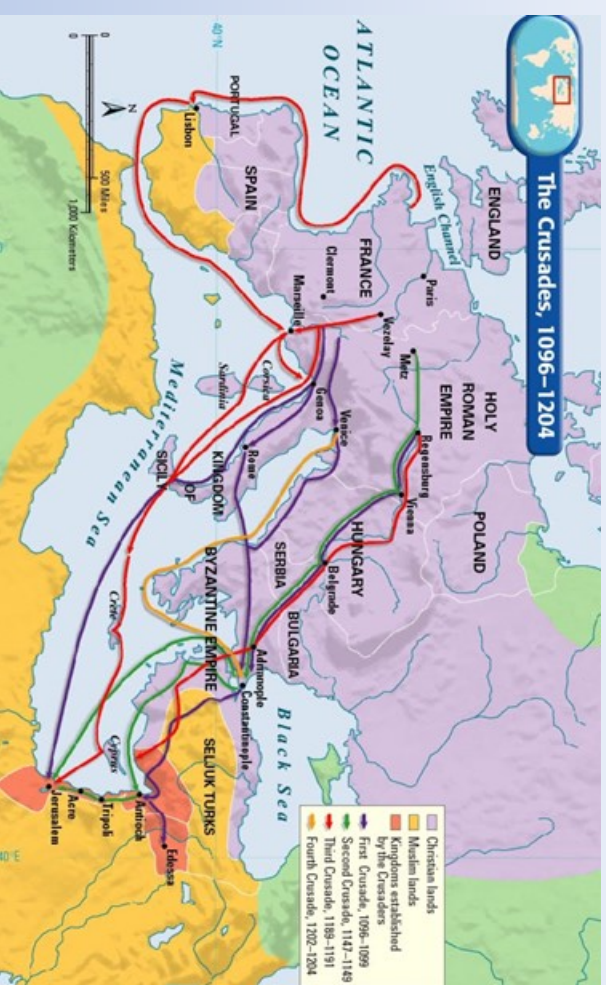 The Crusades, 1096–1204
ATLANTIC
OCEAN
ENGLAND
English Channel
Paris
FRANCE
Vezelay
Metz
Clermont
HOLY
ROMAN
EMPIRE
Regensburg
Vienna
POLAND
HUNGARY
Belgrade
SERBIA
BULGARIA
Black Sea
PORTUGAL
Lisbon
SPAIN
Marseille
Genoa
Venice
Corsica
Sardinia
Rome
KINGDOM
OF
SICILY
Mediterranean Sea
BYZANTINE EMPIRE
Adrianople
Constantinople
SELJUK TURKS
Crete
Cyprus
Antioch
Edessa
Tripoli
Acre
Jerusalem
40°N
40°E
N
0 500 Miles
0 1,000 Kilometers
Christian lands
Muslim lands
Kingdoms established
by the Crusaders
First Crusade, 1096–1099
Second Crusade, 1147–1149
Third Crusade, 1189–1191
Fourth Crusade, 1202–1204